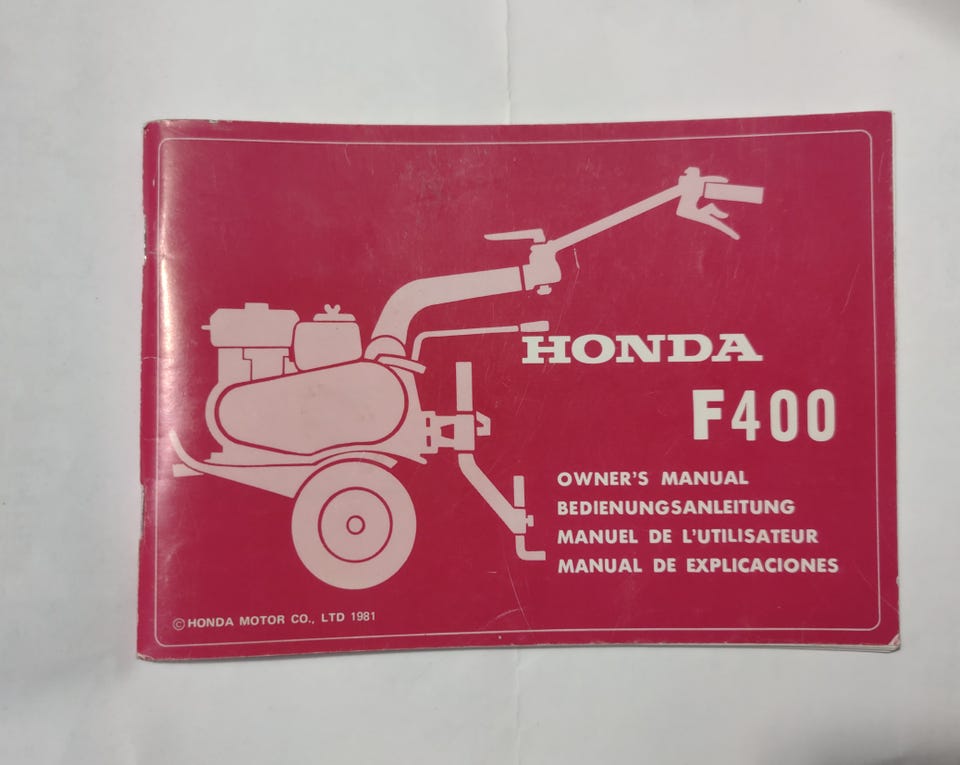 HONDA
F400
OWNER'S MANUAL
BEDIENUNGSANLEITUNG
MANUEL DE L'UTILISATEUR
MANUAL DE EXPLICACIONES
© HONDA MOTOR CO., LTD 1981